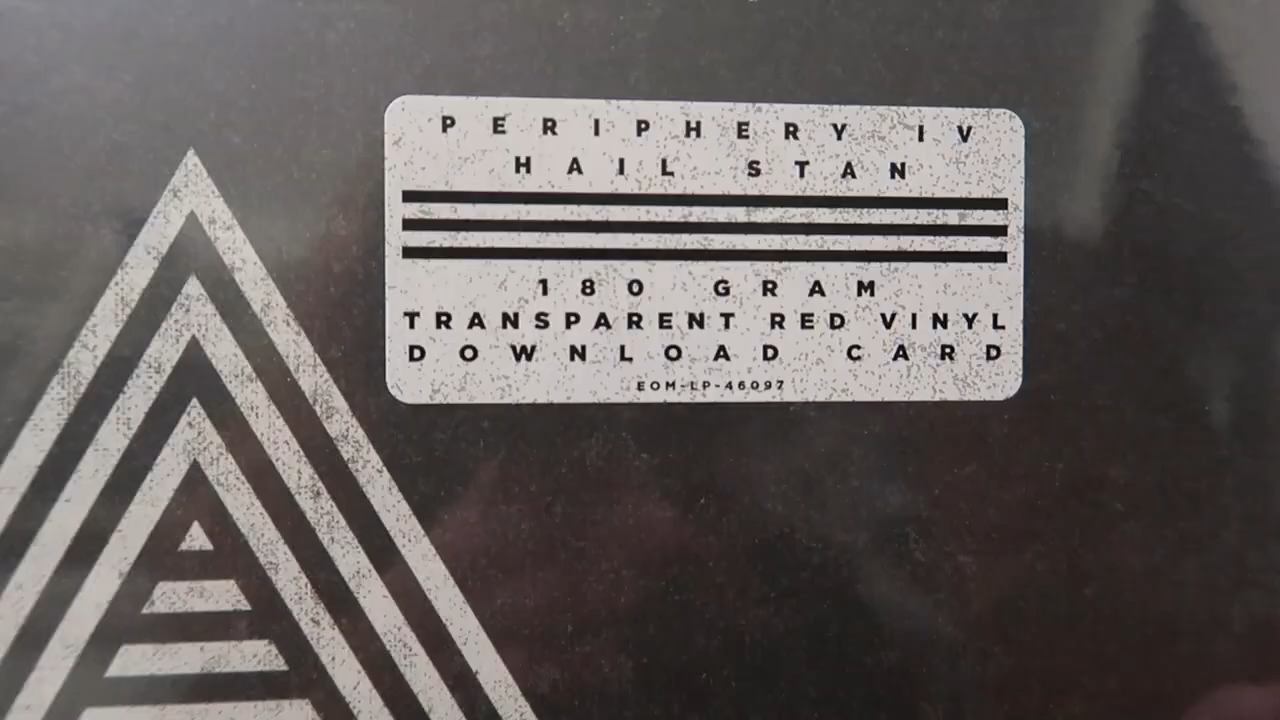 PERIPHERY IV
HAIL STAN
180 GRAM
TRANSPARENT RED VINYL
DOWNLOAD CARD
EOM-LP-46097